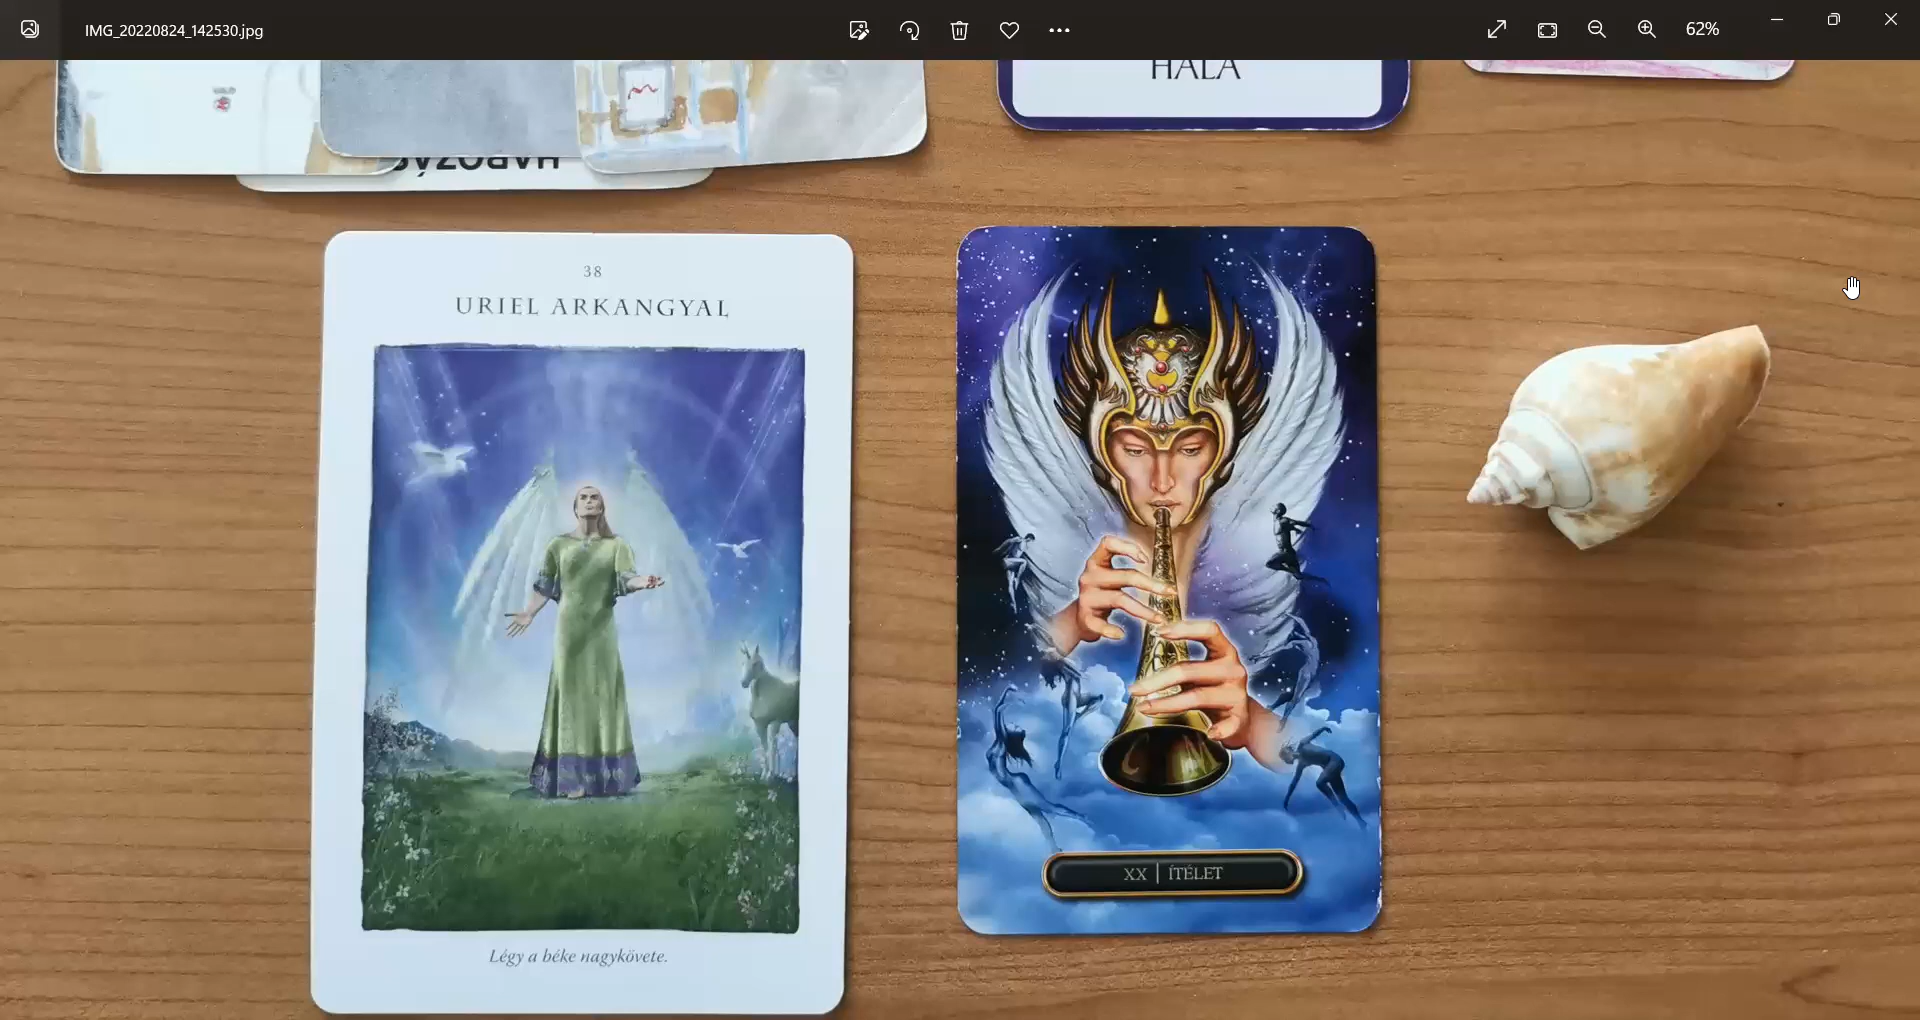 IMG_20220824_142530.jpg
62%
HÁLA
38
URIEL ARKANGYAL
XX | ÍTÉLET
Légy a béke nagykövete.